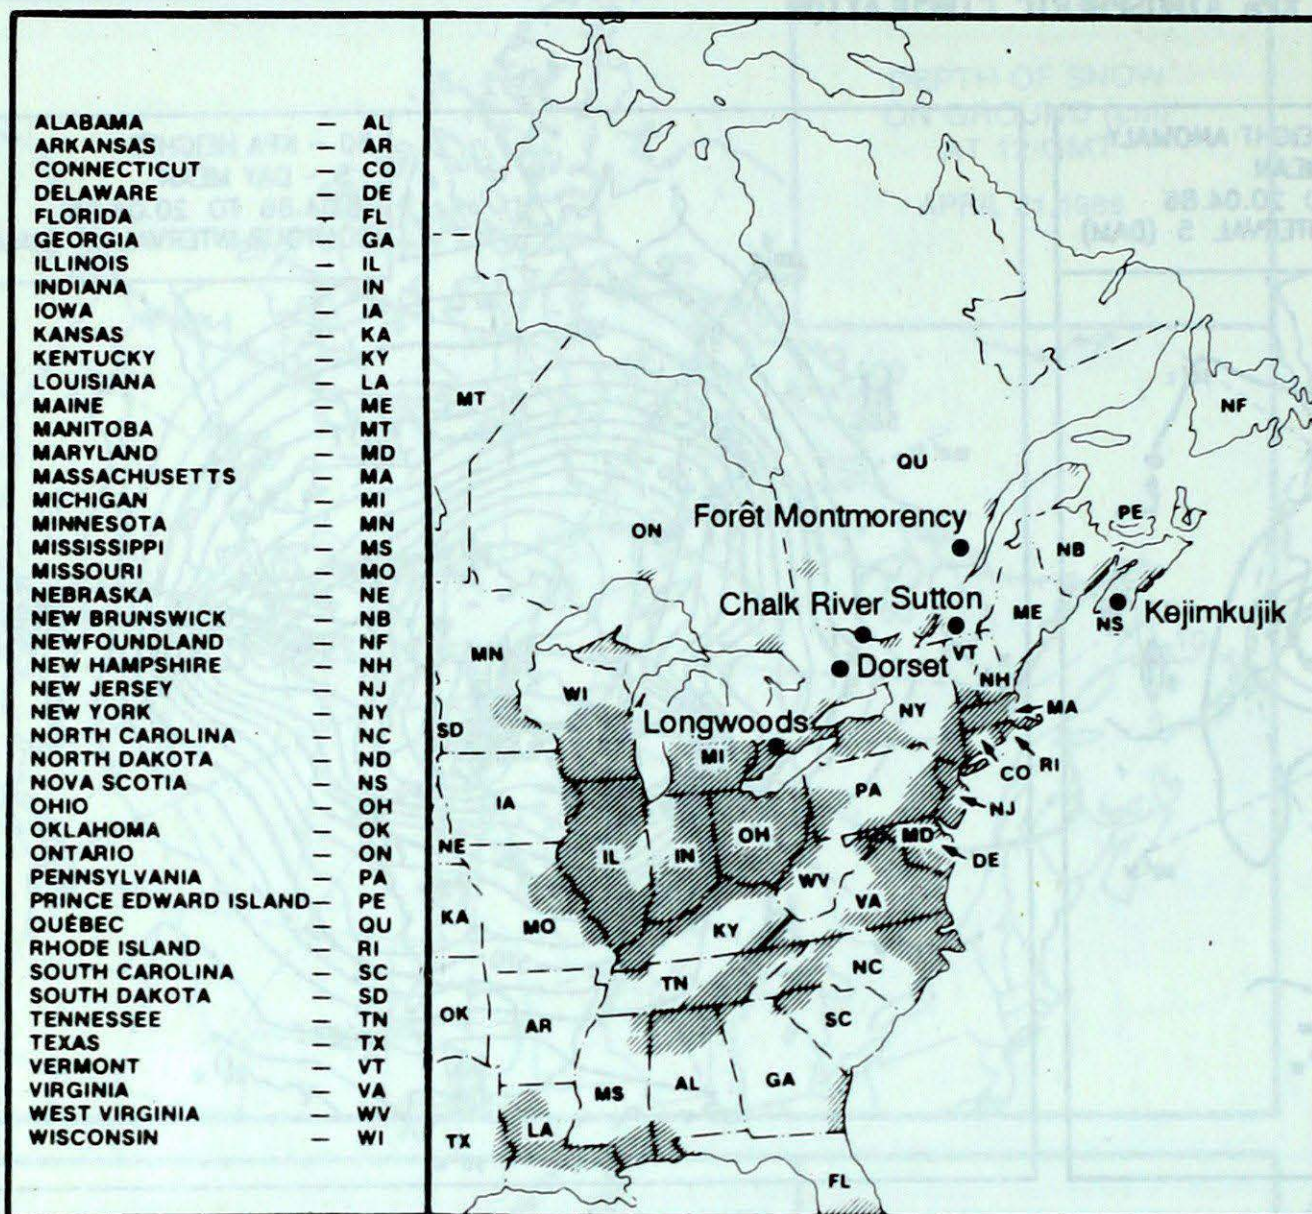 ALABAMA — AL
ARKANSAS — AR
CONNECTICUT — CO
DELAWARE — DE
FLORIDA — FL
GEORGIA — GA
ILLINOIS — IL
INDIANA — IN
IOWA — IA
KANSAS — KA
KENTUCKY — KY
LOUISIANA — LA
MAINE — ME
MANITOBA — MT
MARYLAND — MD
MASSACHUSETTS — MA
MICHIGAN — MI
MINNESOTA — MN
MISSISSIPPI — MS
MISSOURI — MO
NEBRASKA — NE
NEW BRUNSWICK — NB
NEWFOUNDLAND — NF
NEW HAMPSHIRE — NH
NEW JERSEY — NJ
NEW YORK — NY
NORTH CAROLINA — NC
NORTH DAKOTA — ND
NOVA SCOTIA — NS
OHIO — OH
OKLAHOMA — OK
ONTARIO — ON
PENNSYLVANIA — PA
PRINCE EDWARD ISLAND — PE
QUÉBEC — QU
RHODE ISLAND — RI
SOUTH CAROLINA — SC
SOUTH DAKOTA — SD
TENNESSEE — TN
TEXAS — TX
VERMONT — VT
VIRGINIA — VA
WEST VIRGINIA — WV
WISCONSIN — WI
MT
NF
QU
PE
Forêt Montmorency
ON
NB
Chalk River
Sutton
ME
NS
Kejimkujik
MN
VT
Dorset
NH
WI
NY
MA
Longwoods
SD
MI
CO
RI
IA
PA
NJ
NE
IL
IN
OH
MD
DE
WV
KA
MO
KY
VA
TN
NC
OK
AR
SC
MS
AL
GA
LA
TX
FL